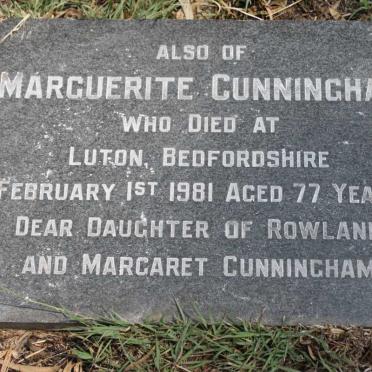 ALSO OF
MARGUERITE CUNNINGHA
WHO DIED AT
LUTON, BEDFORDSHIRE
FEBRUARY 1ST 1981 AGED 77 YEA
DEAR DAUGHTER OF ROWLAN
AND MARGARET CUNNINGHAM